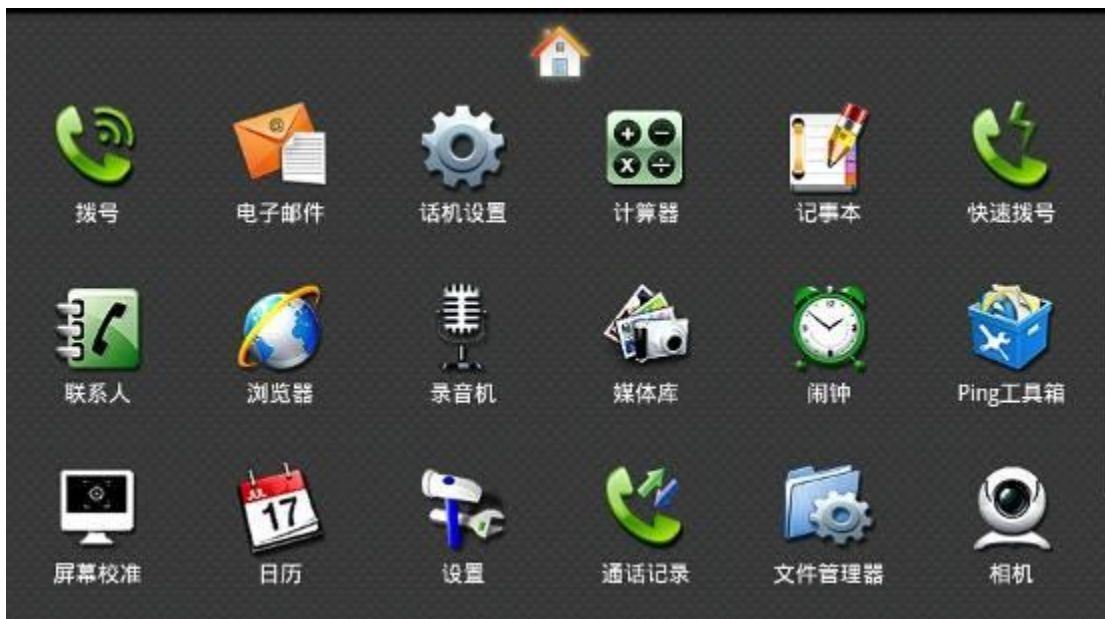 拨号
电子邮件
话机设置
计算器
记事本
快速拨号
联系人
浏览器
录音机
媒体库
闹钟
Ping工具箱
JUL
17
屏幕校准
日历
设置
通话记录
文件管理器
相机